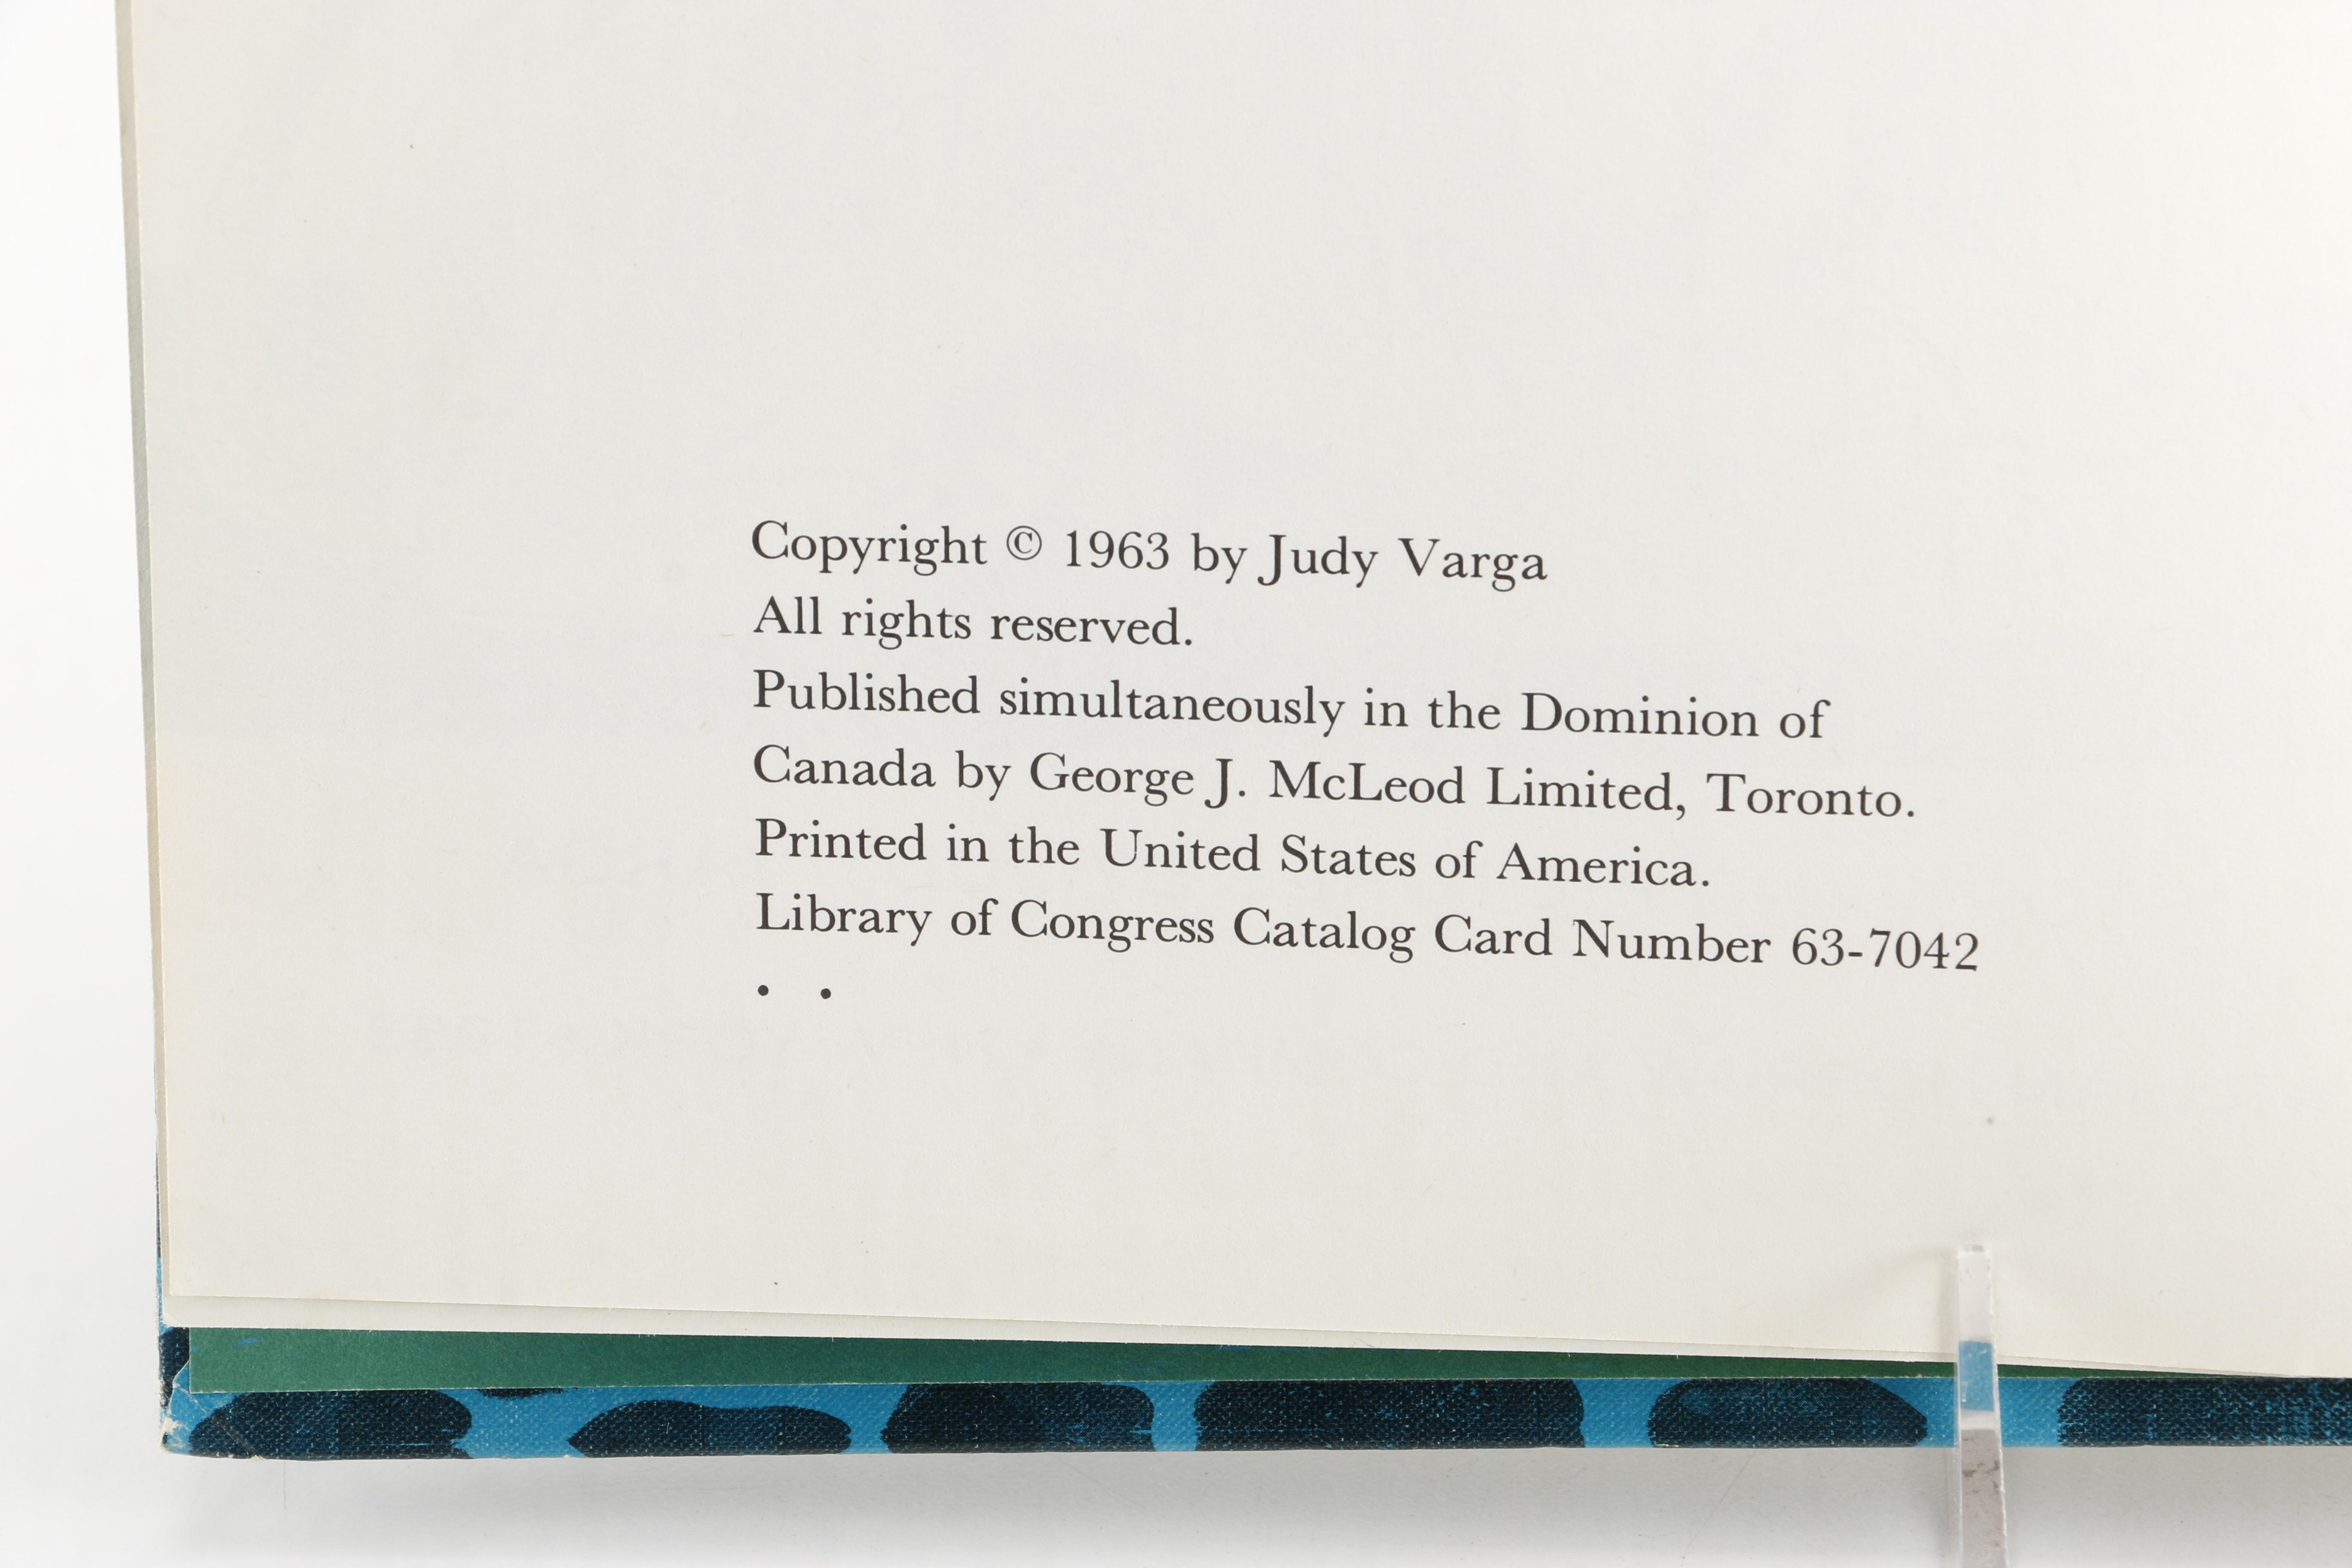 Copyright © 1963 by Judy Varga
All rights reserved.
Published simultaneously in the Dominion of
Canada by George J. McLeod Limited, Toronto.
Printed in the United States of America.
Library of Congress Catalog Card Number 63-7042
• •